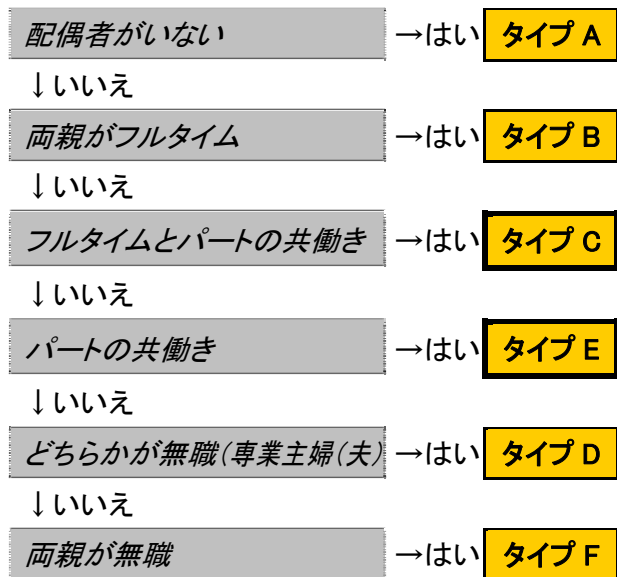 配偶者がいない →はい タイプ A
↓いいえ
両親がフルタイム →はい タイプ B
↓いいえ
フルタイムとパートの共働き →はい タイプ C
↓いいえ
パートの共働き →はい タイプ E
↓いいえ
どちらかが無職(専業主婦(夫) →はい タイプ D
↓いいえ
両親が無職 →はい タイプ F